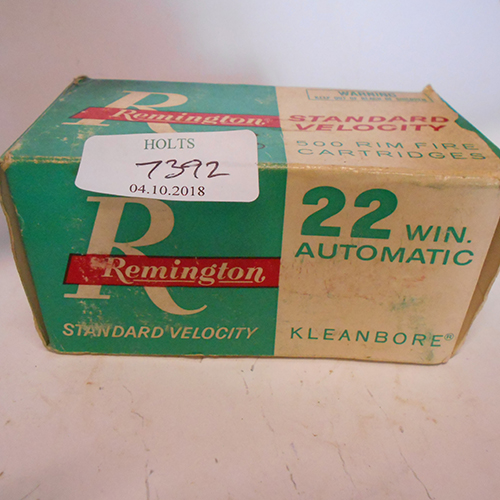 WARNING
R
Remington
STANDARD
VELOCITY
500 RIM FIRE
CARTRIDGES
HOLTS
7392
04.10.2018
R
Remington
STANDARD VELOCITY
22 WIN.
AUTOMATIC
KLEANBORE®